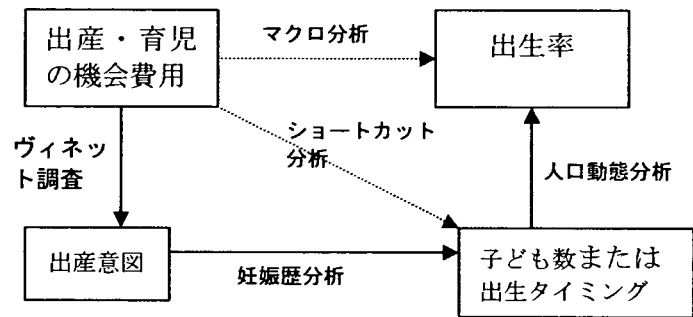 出産・育児
の機会費用
マクロ分析
出生率
ヴィネッ
ト調査
ショートカット
分析
人口動態分析
出産意図
妊娠歴分析
子ども数または
出生タイミング